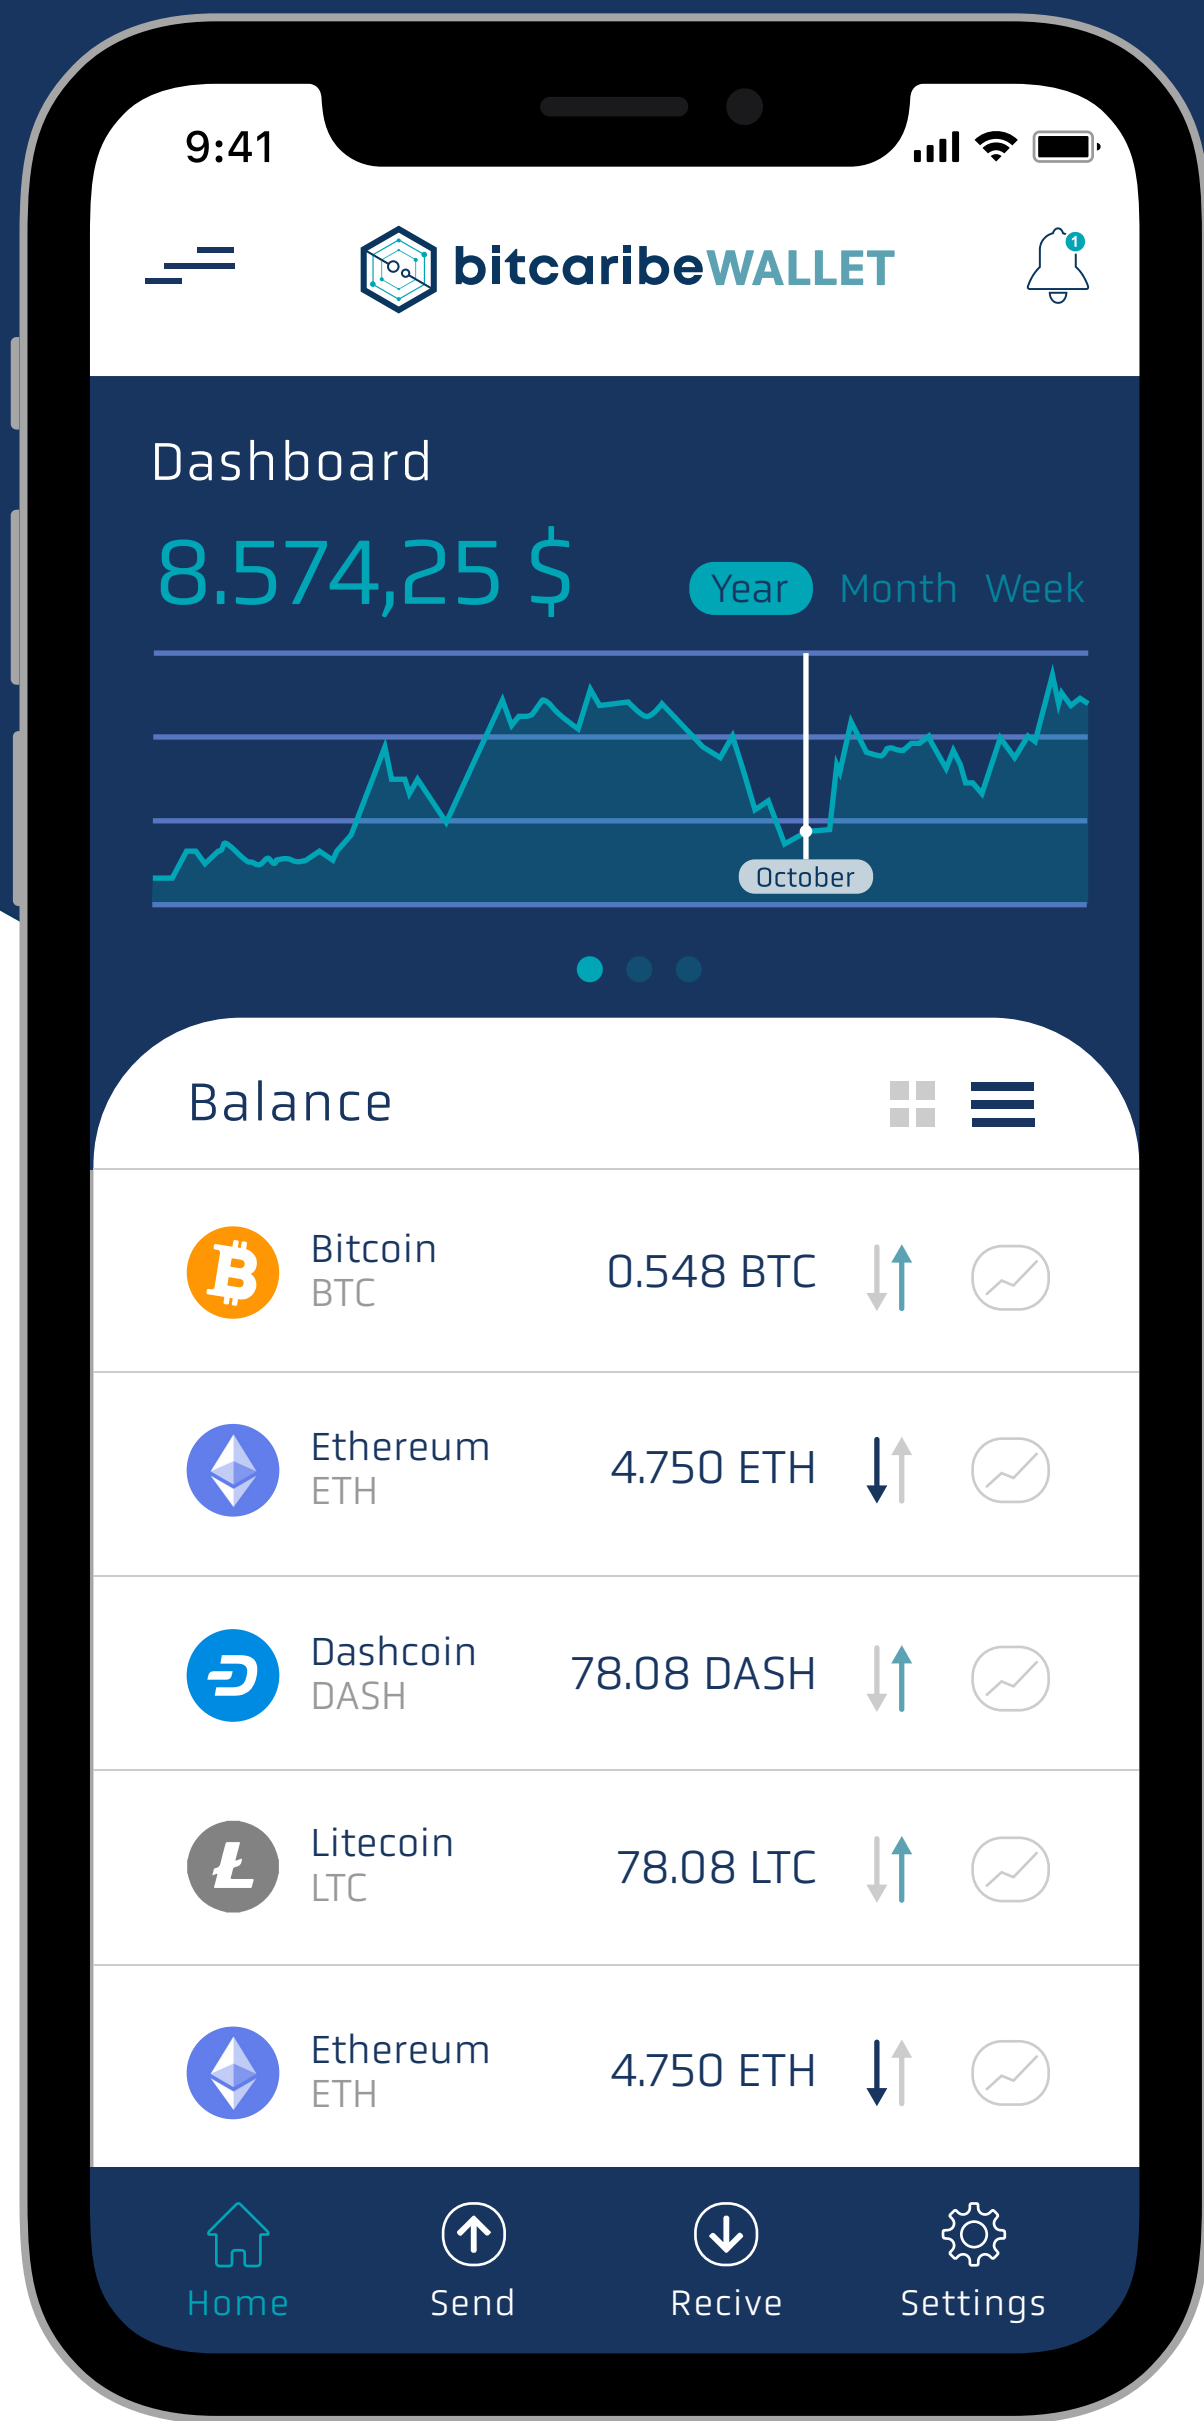 9:41
bitcaribeWALLET
1
Dashboard
8.574,25 $
Year Month Week
October
Balance
Bitcoin
BTC
0.548 BTC
Ethereum
ETH
4.750 ETH
Dashcoin
DASH
78.08 DASH
Litecoin
LTC
78.08 LTC
Ethereum
ETH
4.750 ETH
Home Send Recive Settings